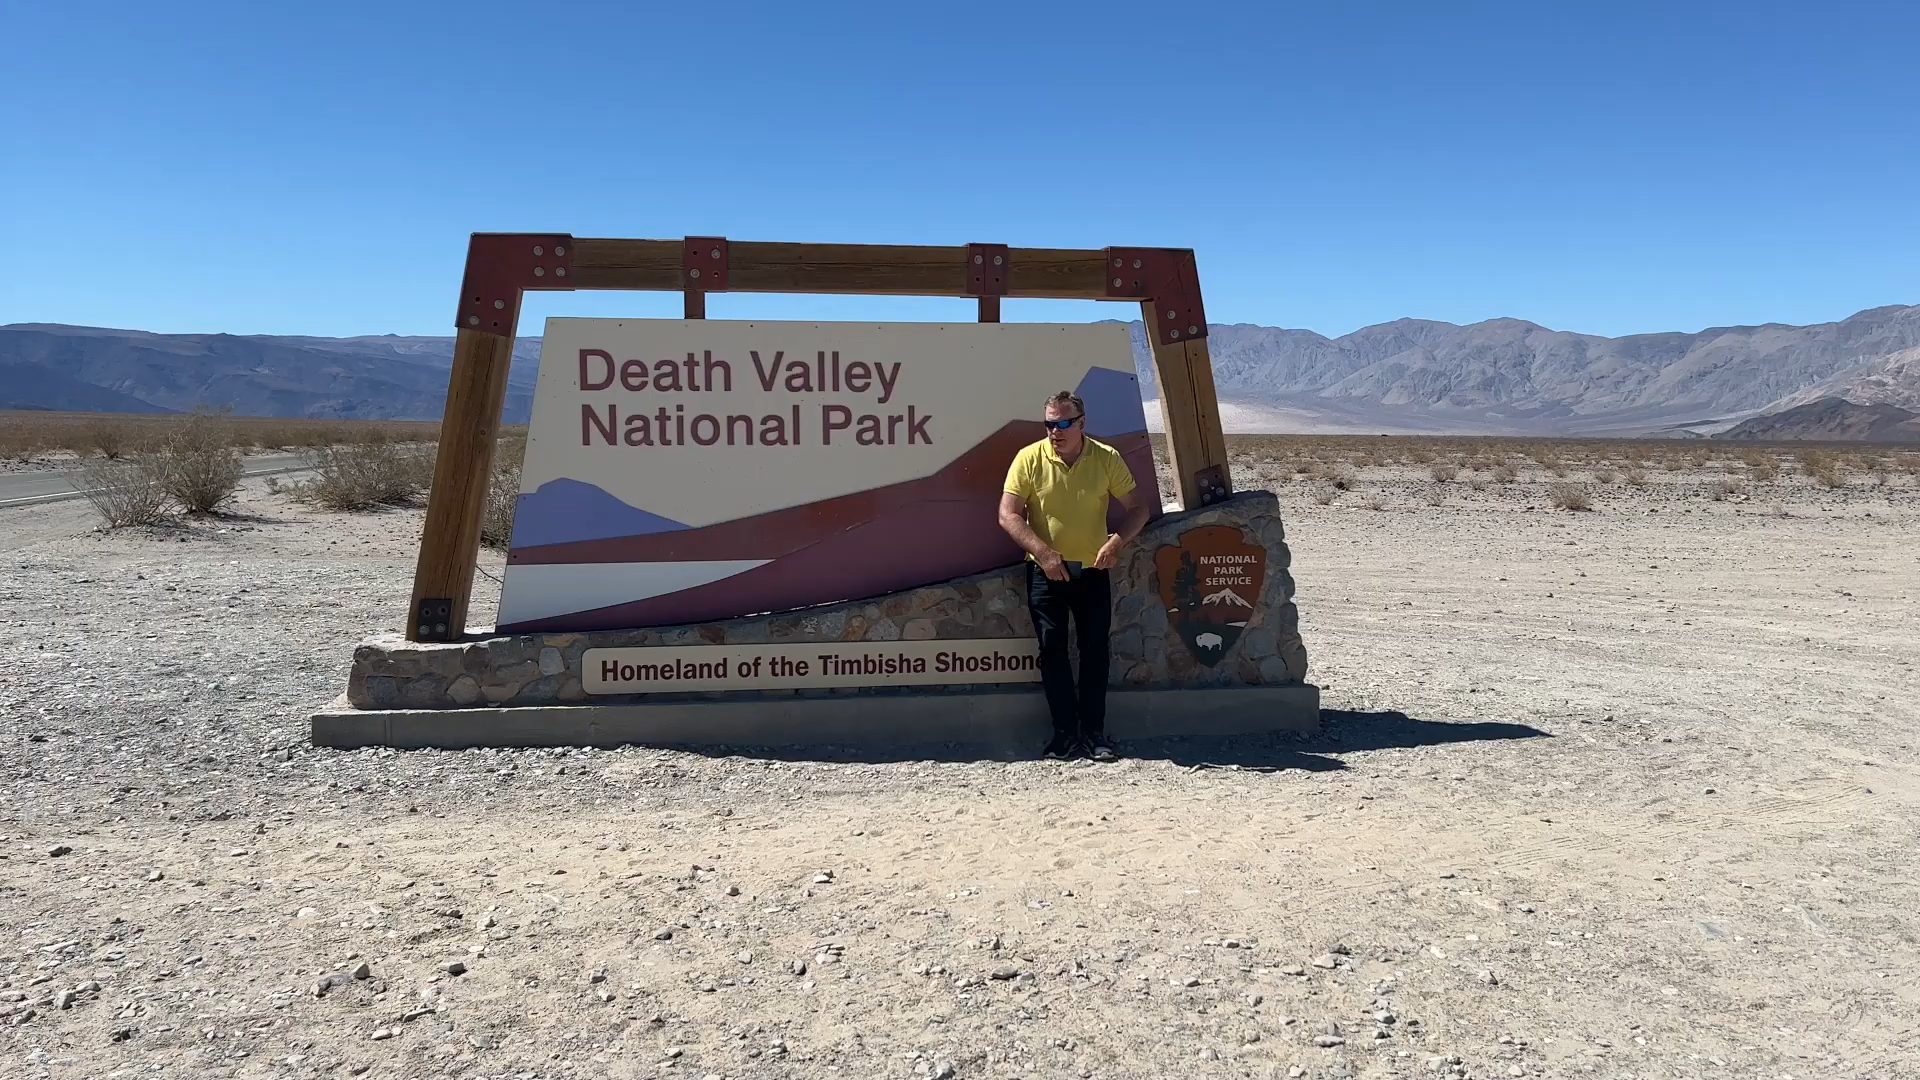 Death Valley
National Park
NATIONAL
PARK
SERVICE
Homeland of the Timbisha Shoshone